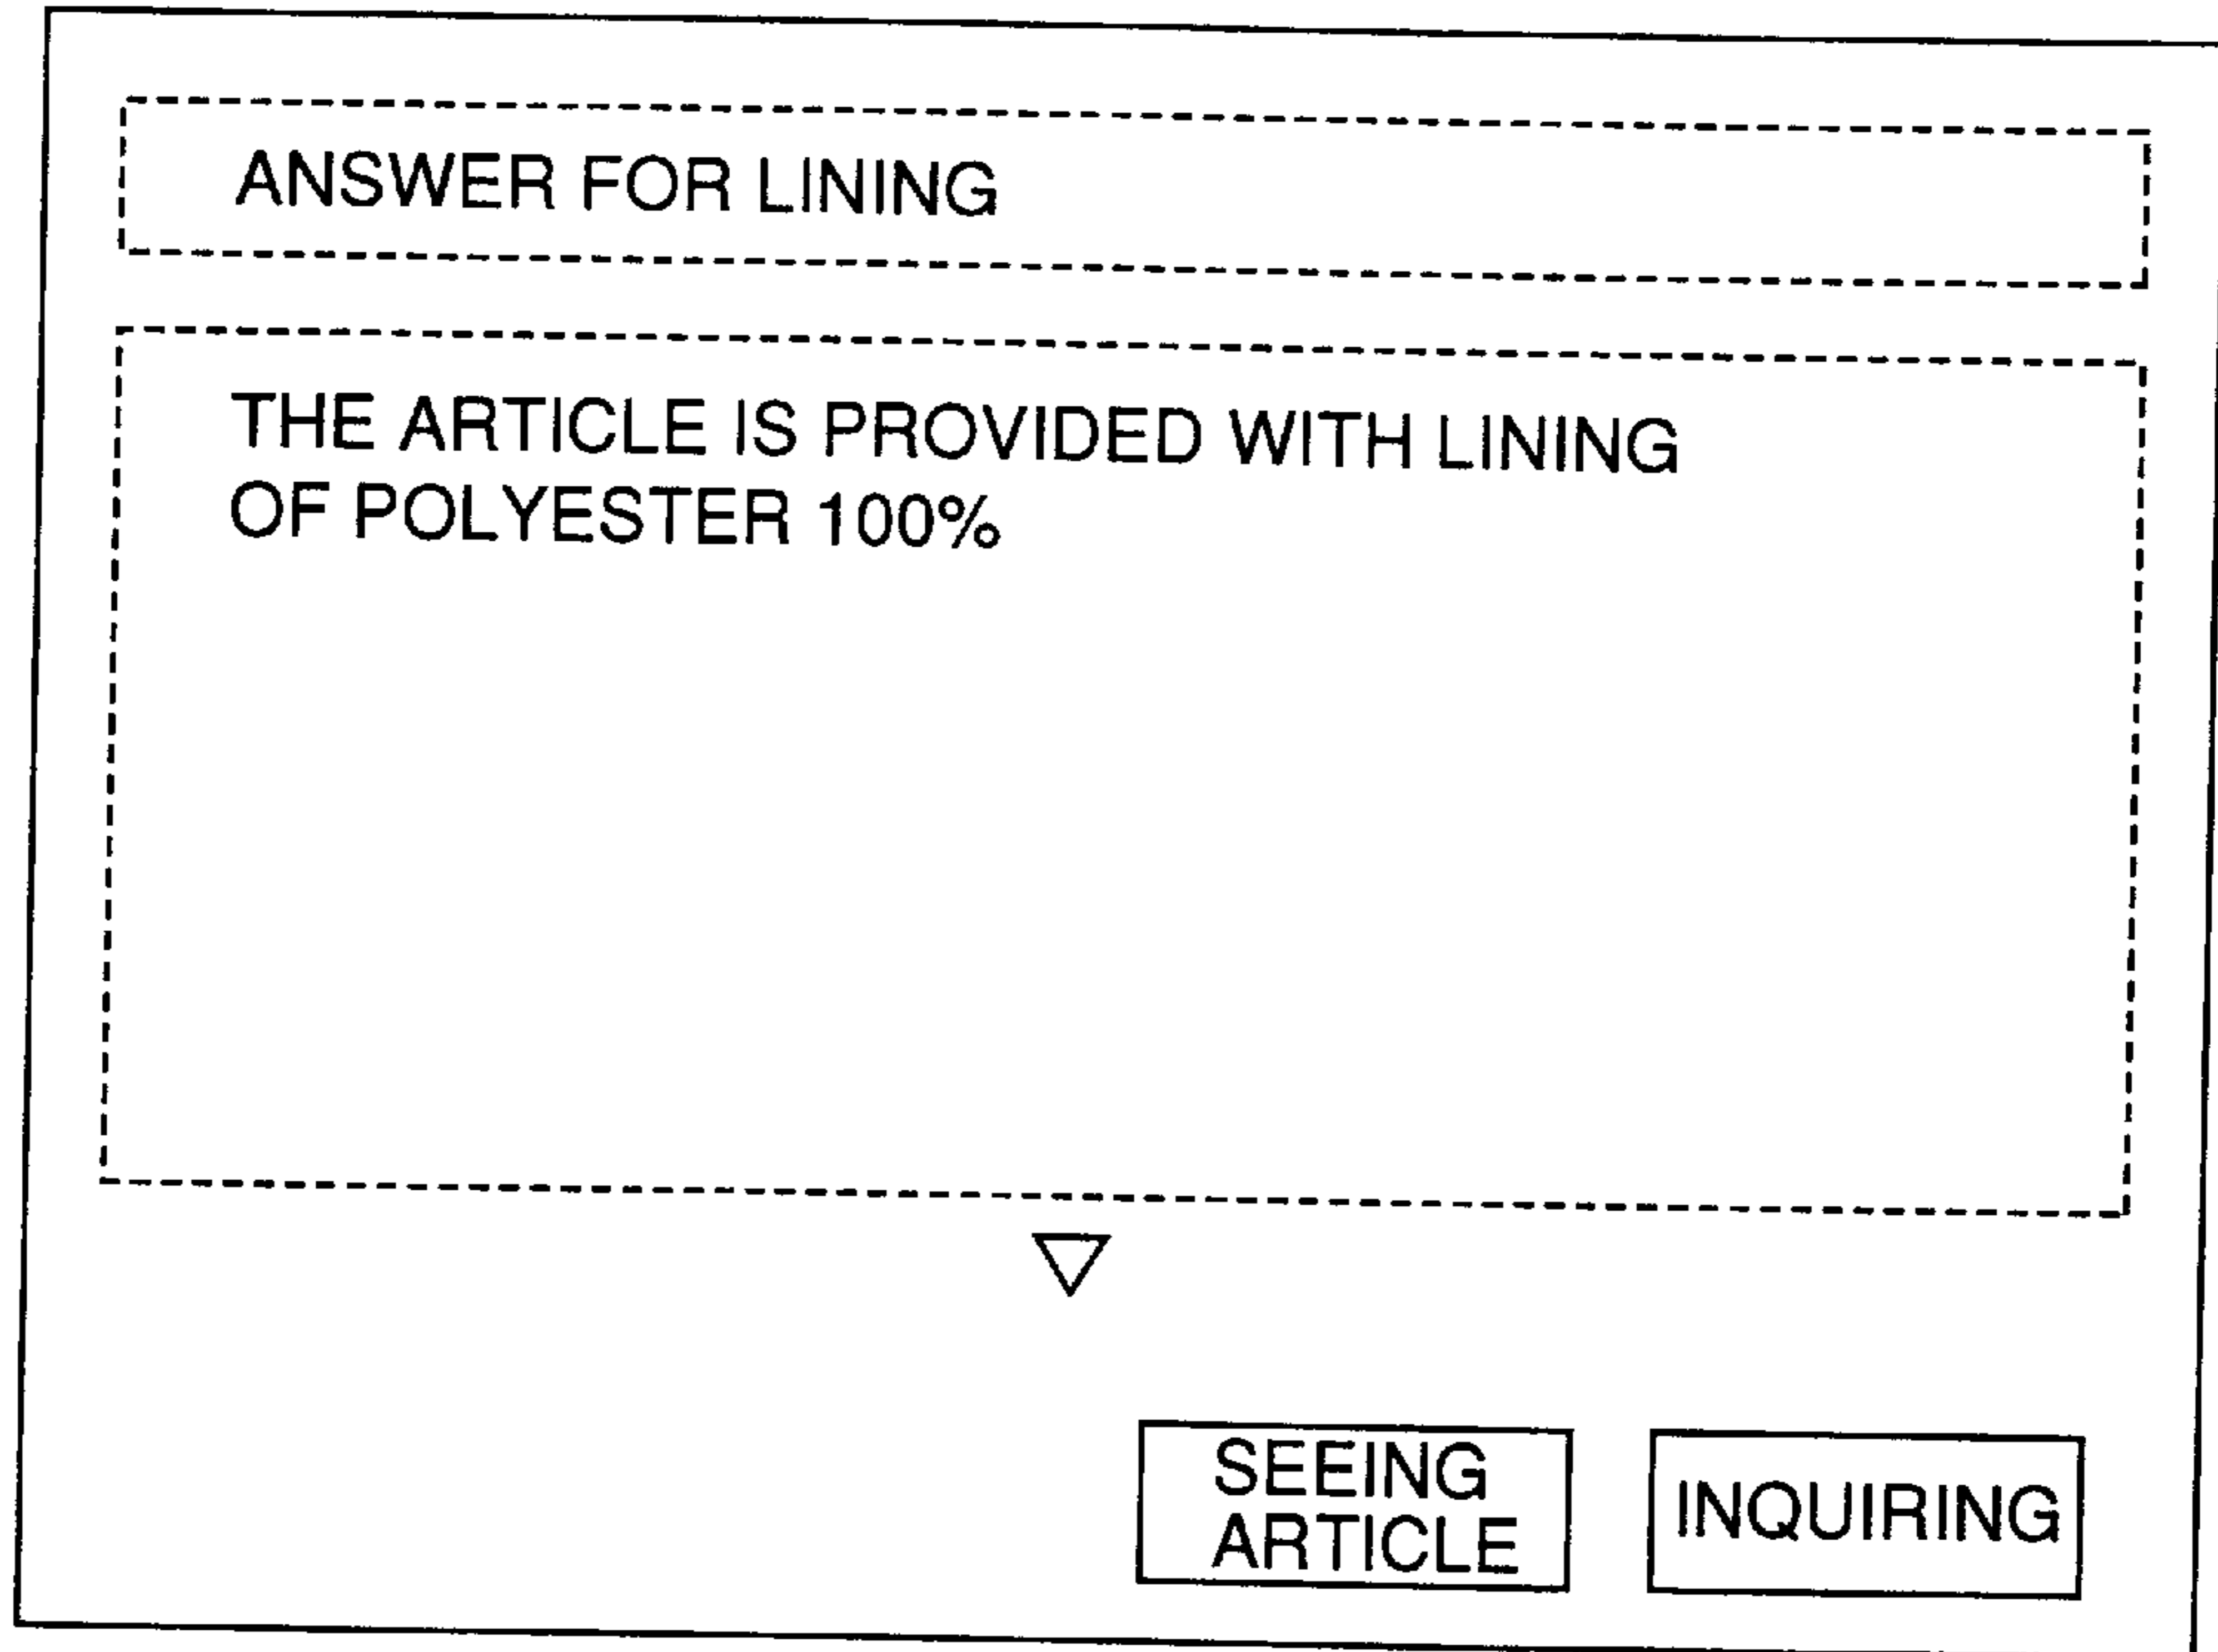 ANSWER FOR LINING
THE ARTICLE IS PROVIDED WITH LINING
OF POLYESTER 100%
SEEING
ARTICLE
INQUIRING